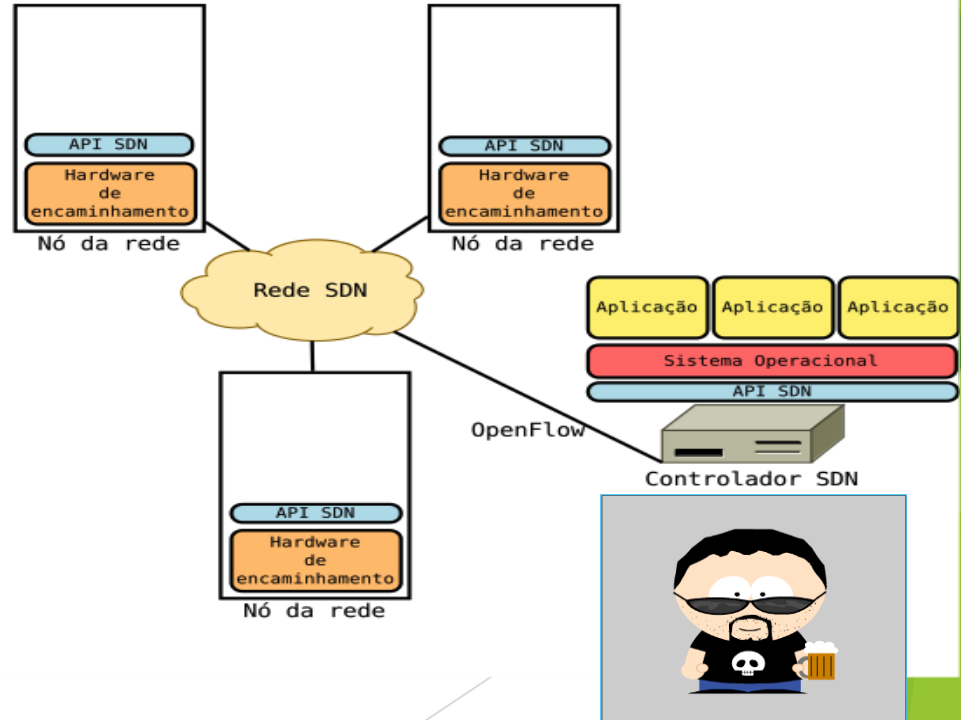 API SDN
Hardware
de
encaminhamento
Nó da rede
API SDN
Hardware
de
encaminhamento
Nó da rede
Rede SDN
Aplicação
Aplicação
Aplicação
Sistema Operacional
API SDN
OpenFlow
Controlador SDN
API SDN
Hardware
de
encaminhamento
Nó da rede